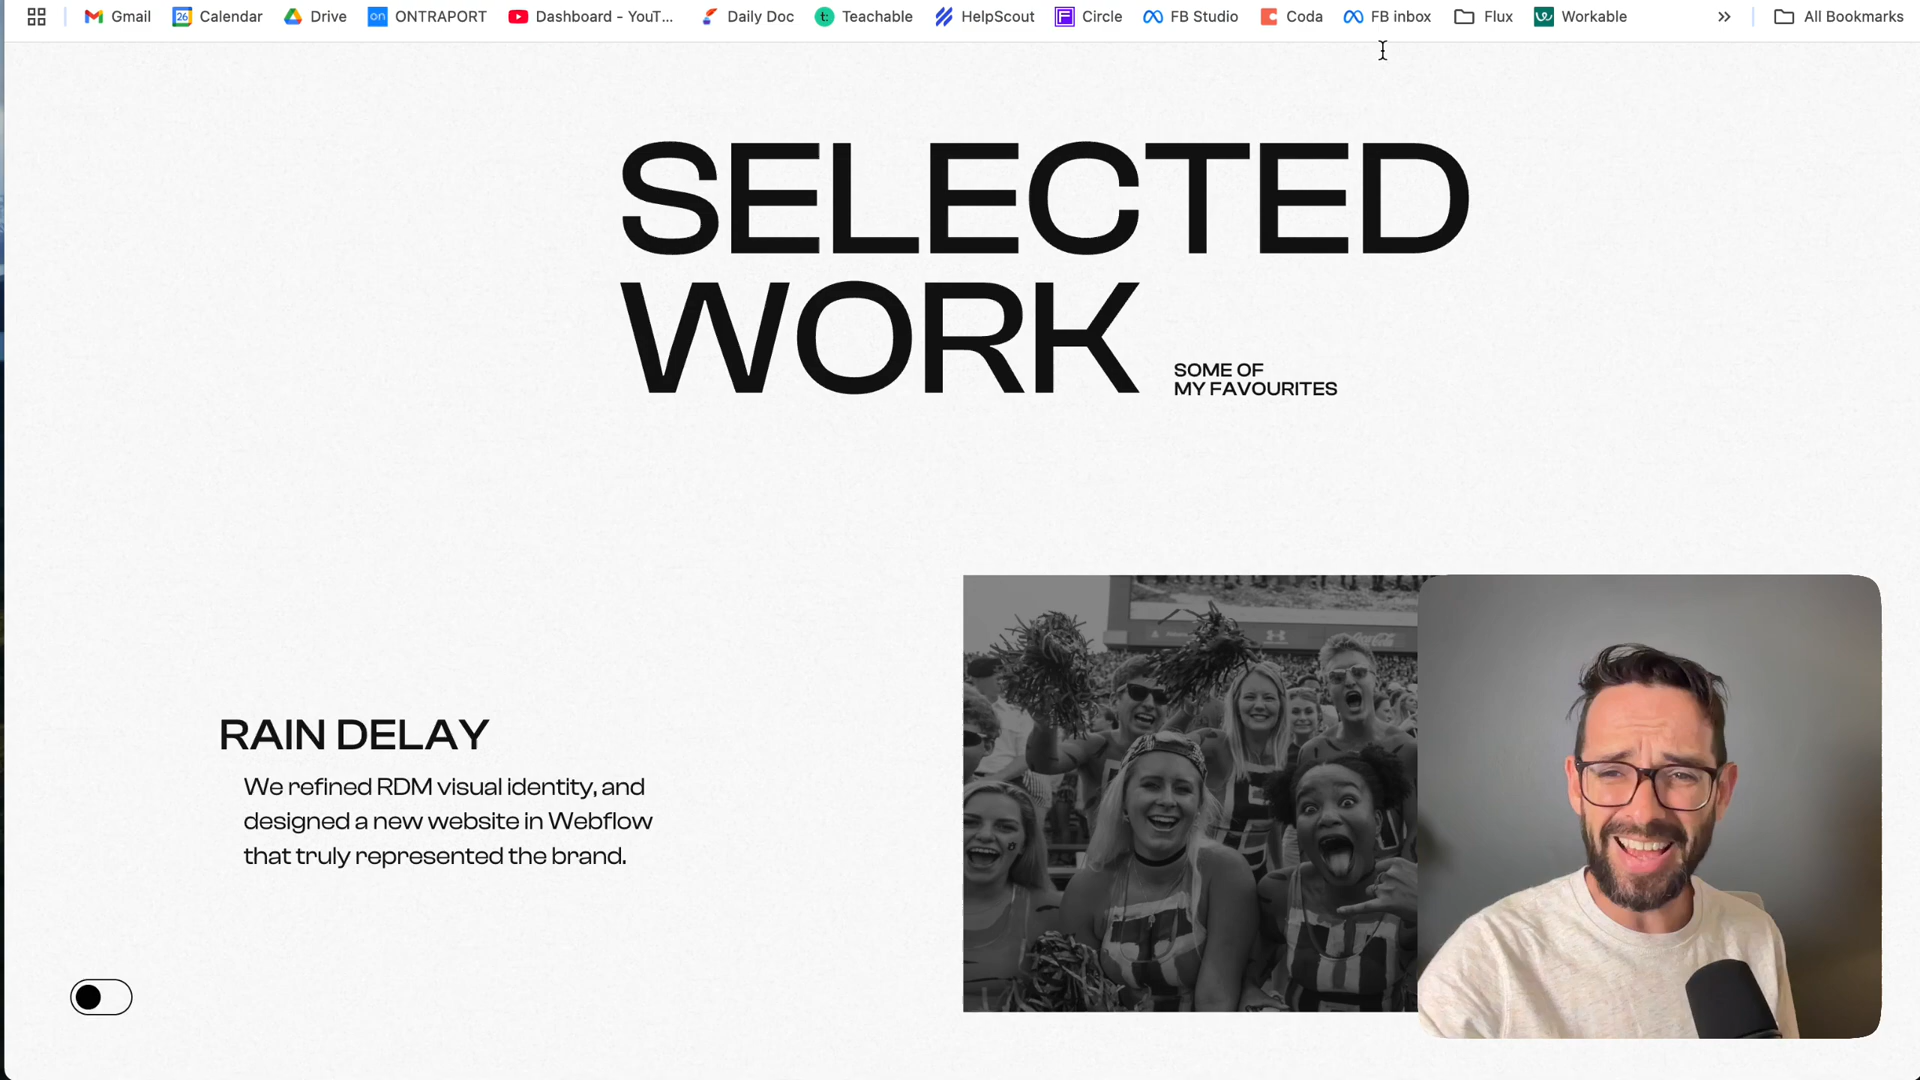 Gmail
26 Calendar
Drive
on ONTRAPORT
Dashboard - YouT...
Daily Doc
t: Teachable
HelpScout
Circle
FB Studio
Coda
FB inbox
Flux
Workable
All Bookmarks
SELECTED
WORK
SOME OF
MY FAVOURITES
RAIN DELAY
We refined RDM visual identity, and
designed a new website in Webflow
that truly represented the brand.